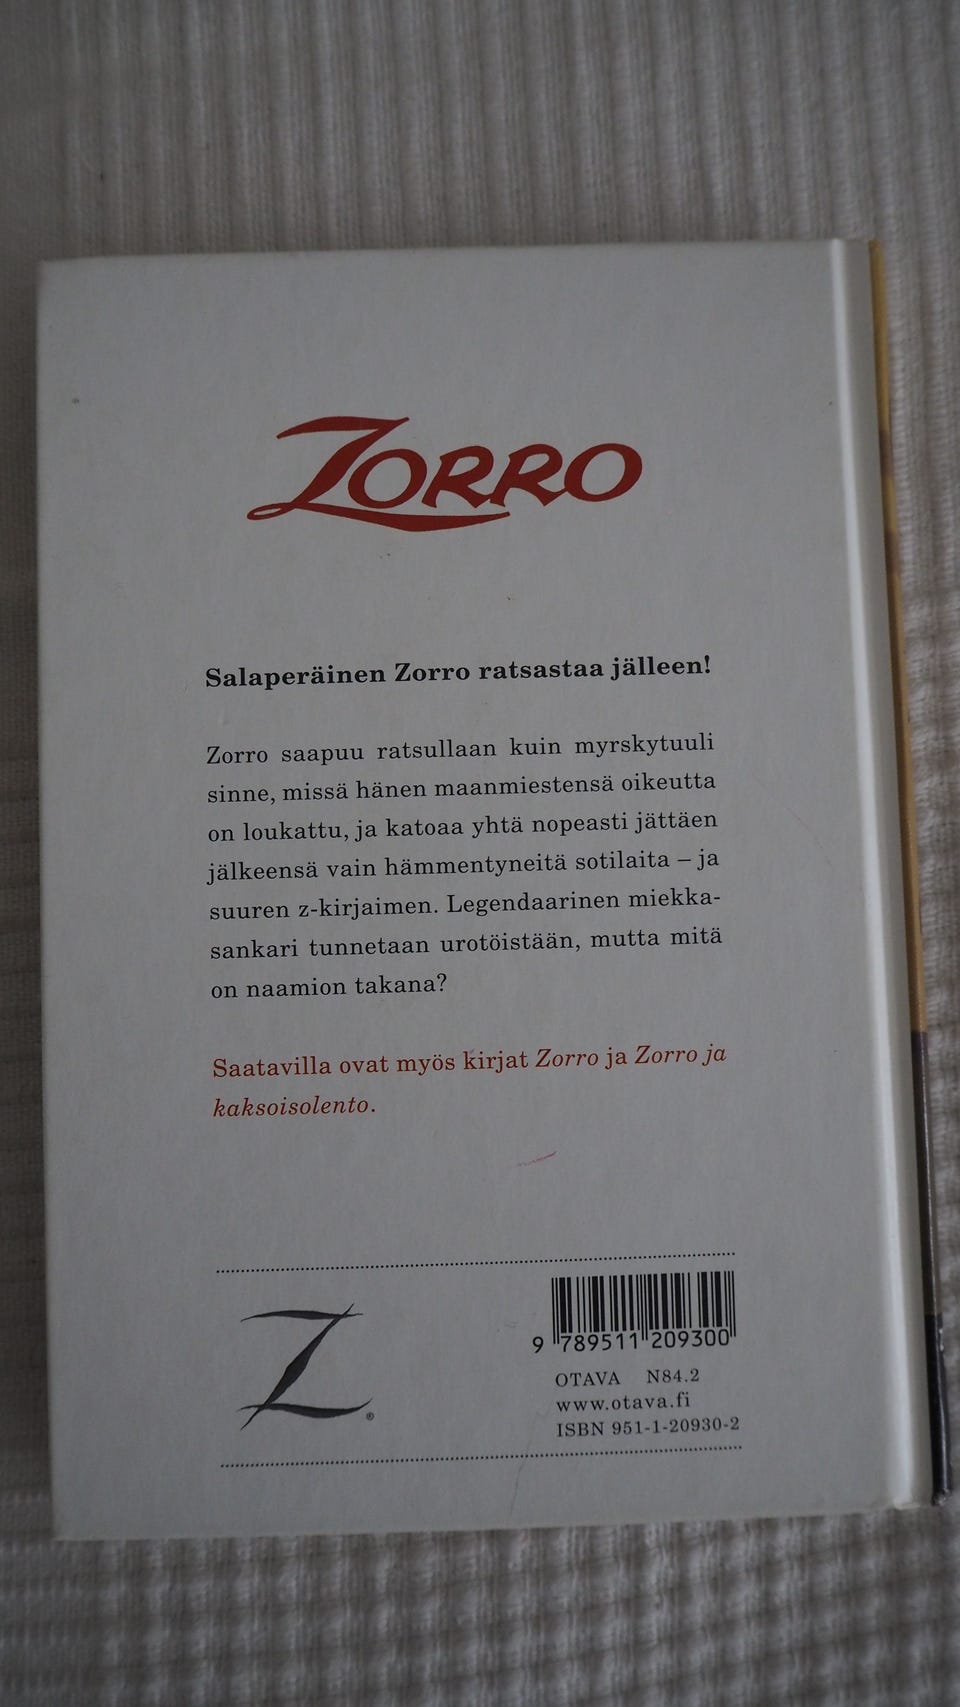 ZORRO
Salaperäinen Zorro ratsastaa jälleen!
Zorro saapuu ratsullaan kuin myrskytuuli
sinne, missä hänen maanmiestensä oikeutta
on loukattu, ja katoaa yhtä nopeasti jättäen
jälkeensä vain hämmentyneitä sotilaita – ja
suuren z-kirjaimen. Legendaarinen miekka-
sankari tunnetaan urotöistään, mutta mitä
on naamion takana?
Saatavilla ovat myös kirjat Zorro ja Zorro ja
kaksoisolento.
Z®
9 789511 209300
OTAVA N84.2
www.otava.fi
ISBN 951-1-20930-2